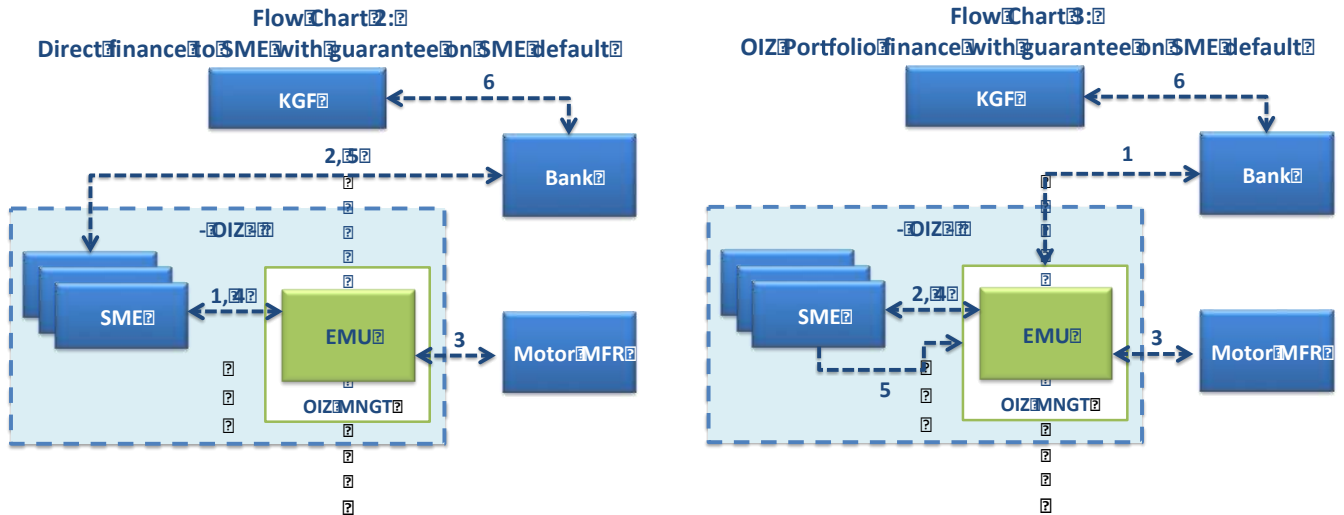 Flow Chart 2:
Direct finance to SME with guarantee on SME default
KGF
6
2, 5
Bank
- OIZ -
SME
1, 4
EMU
3
Motor MFR
OIZ MNGT
Flow Chart 3:
OIZ Portfolio finance with guarantee on SME default
KGF
6
1
Bank
- OIZ -
SME
2, 4
EMU
3
Motor MFR
5
OIZ MNGT